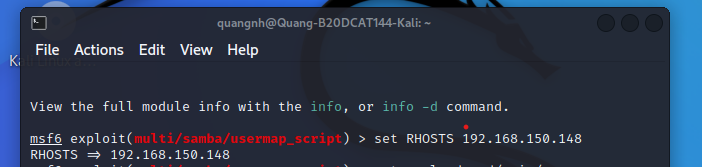 quangnh@Quang-B20DCAT144-Kali: ~
File Actions Edit View Help
View the full module info with the info, or info -d command.
msf6 exploit(multi/samba/usermap_script) > set RHOSTS 192.168.150.148
RHOSTS => 192.168.150.148